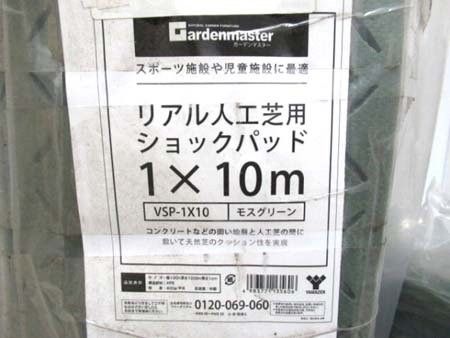 Gardenmaster
ガーデンマスター
スポーツ施設や児童施設に最適
リアル人工芝用
ショックパッド
1×10m
VSP-1X10 モスグリーン
コンクリートなどの固い地盤と人工芝の間に
敷いて天然芝のクッション性を実現
0120-069-060
YAMAZEN